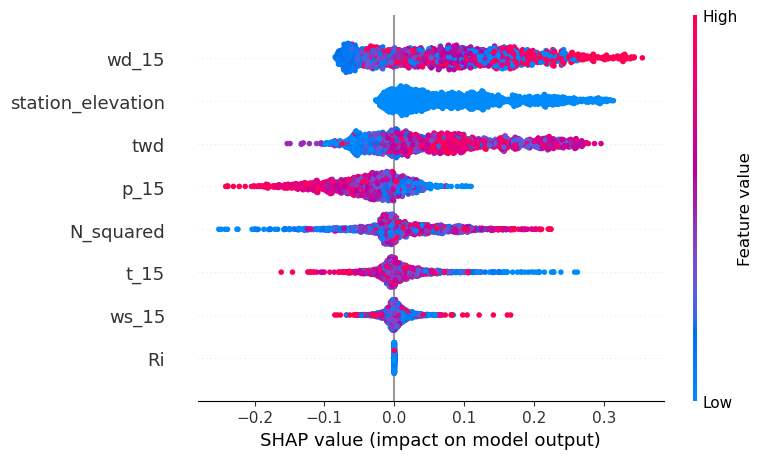 High
wd_15
station_elevation
twd
p_15
N_squared
t_15
ws_15
Ri
Feature value
Low
−0.2 −0.1 0.0 0.1 0.2 0.3
SHAP value (impact on model output)